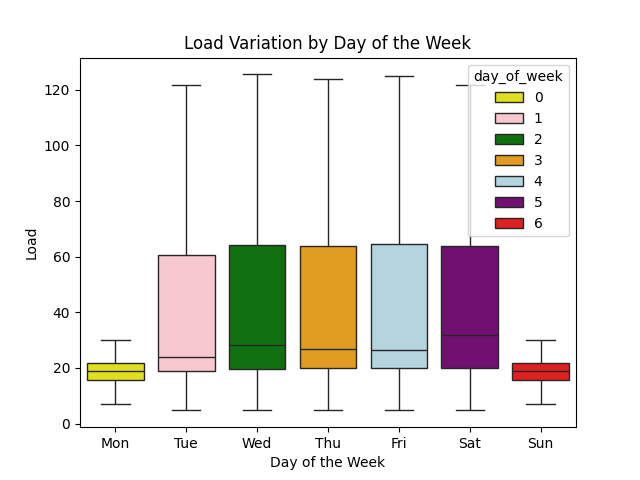 Load Variation by Day of the Week
day_of_week
0
1
2
3
4
5
6
120
100
80
60
40
20
0
Load
Mon Tue Wed Thu Fri Sat Sun
Day of the Week